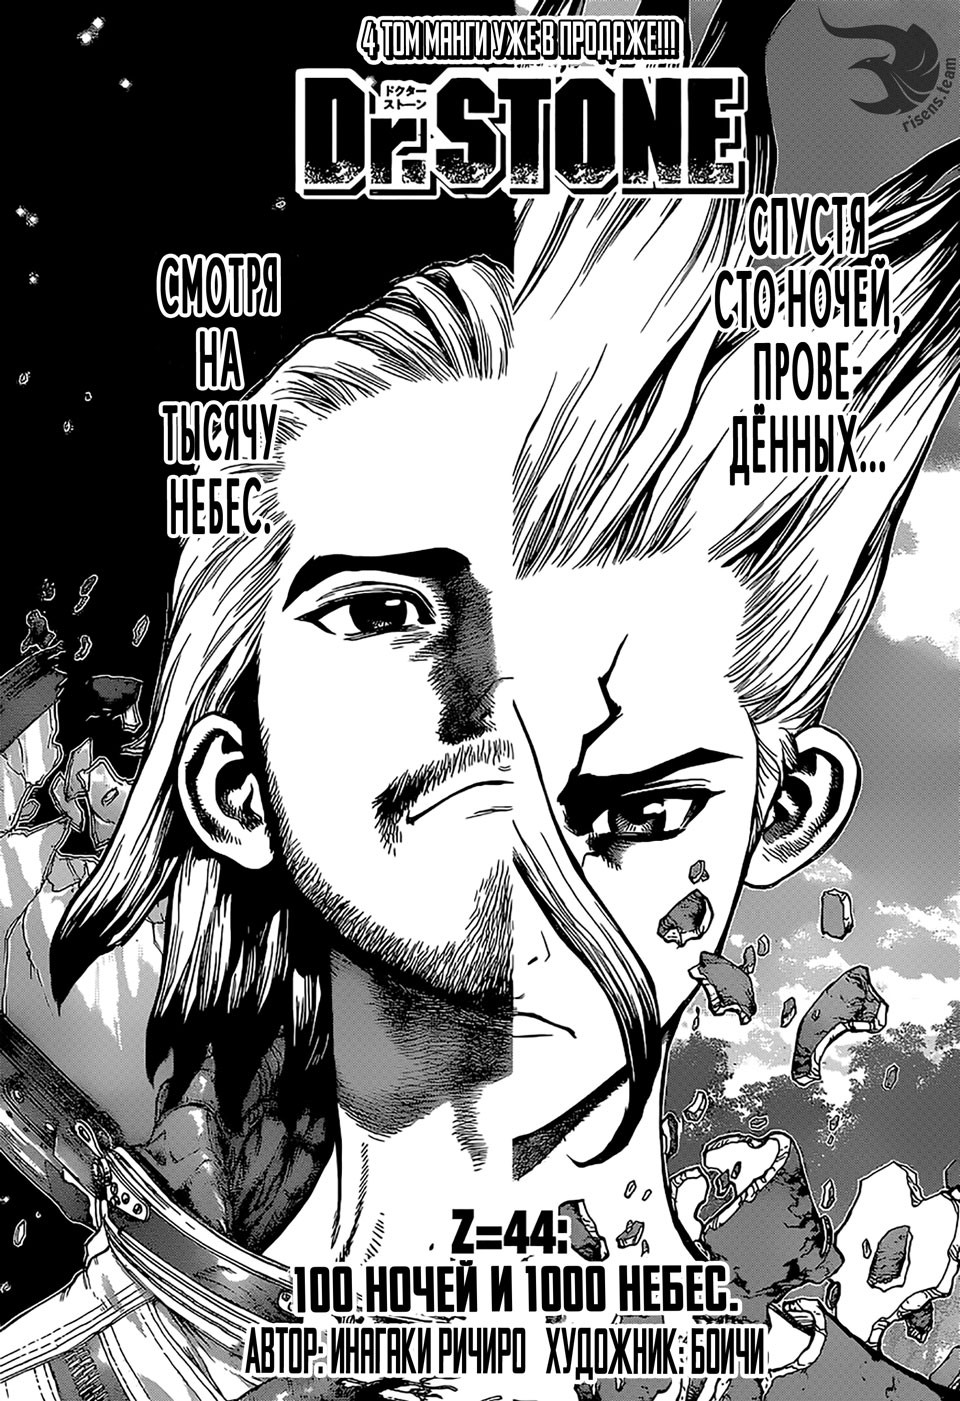 4 ТОМ МАНГИ УЖЕ В ПРОДАЖЕ!!!
risens.team
Dr.STONE
ドクター
ストーン
СПУСТЯ
СТО НОЧЕЙ,
ПРОВЕ-
ДЁННЫХ...
СМОТРЯ
НА
ТЫСЯЧУ
НЕБЕС.
Z=44:
100 НОЧЕЙ И 1000 НЕБЕС.
АВТОР: ИНАГАКИ РИЧИРО ХУДОЖНИК: БОИЧИ